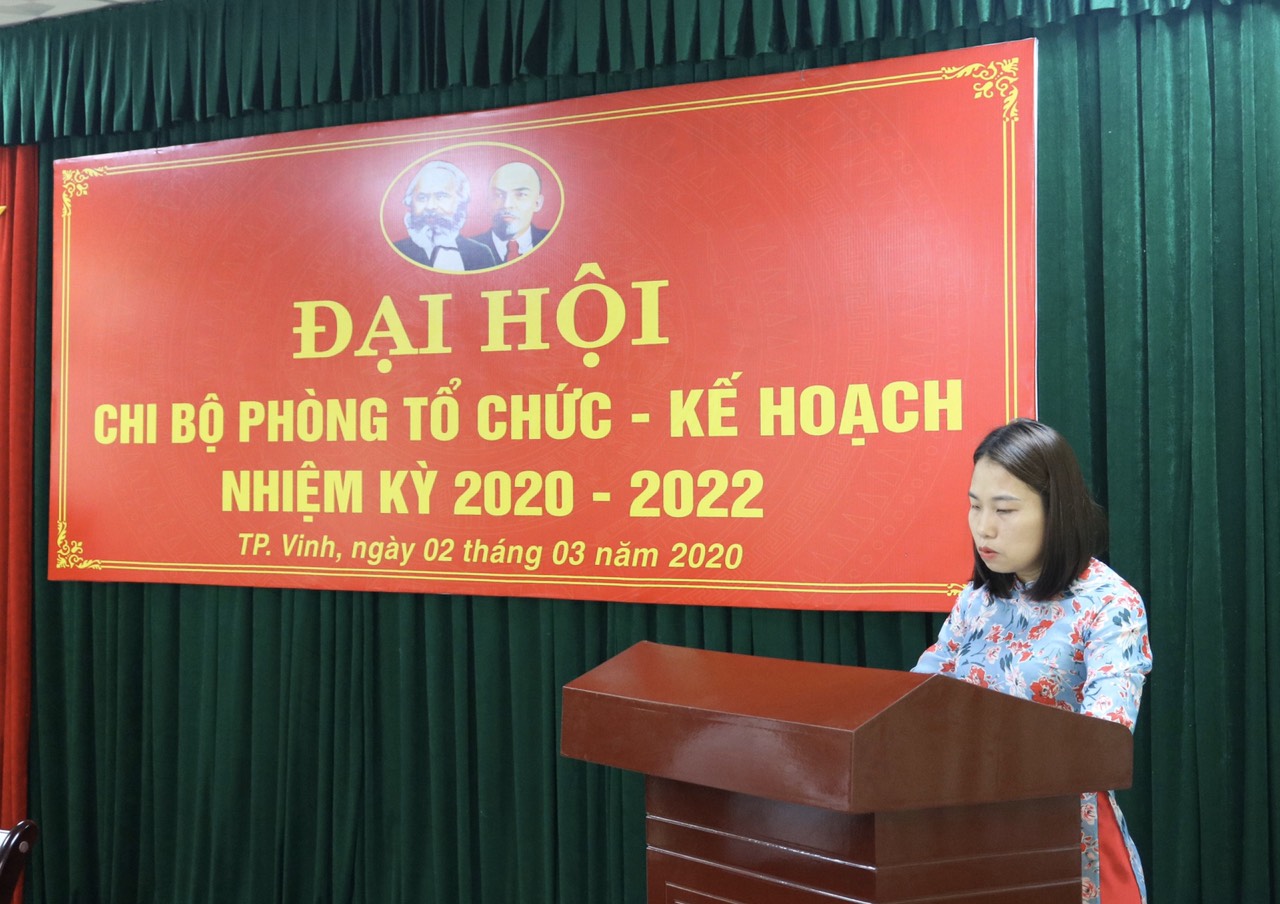 ĐẠI HỘI
CHI BỘ PHÒNG TỔ CHỨC - KẾ HOẠCH
NHIỆM KỲ 2020 - 2022
TP. Vinh, ngày 02 tháng 03 năm 2020